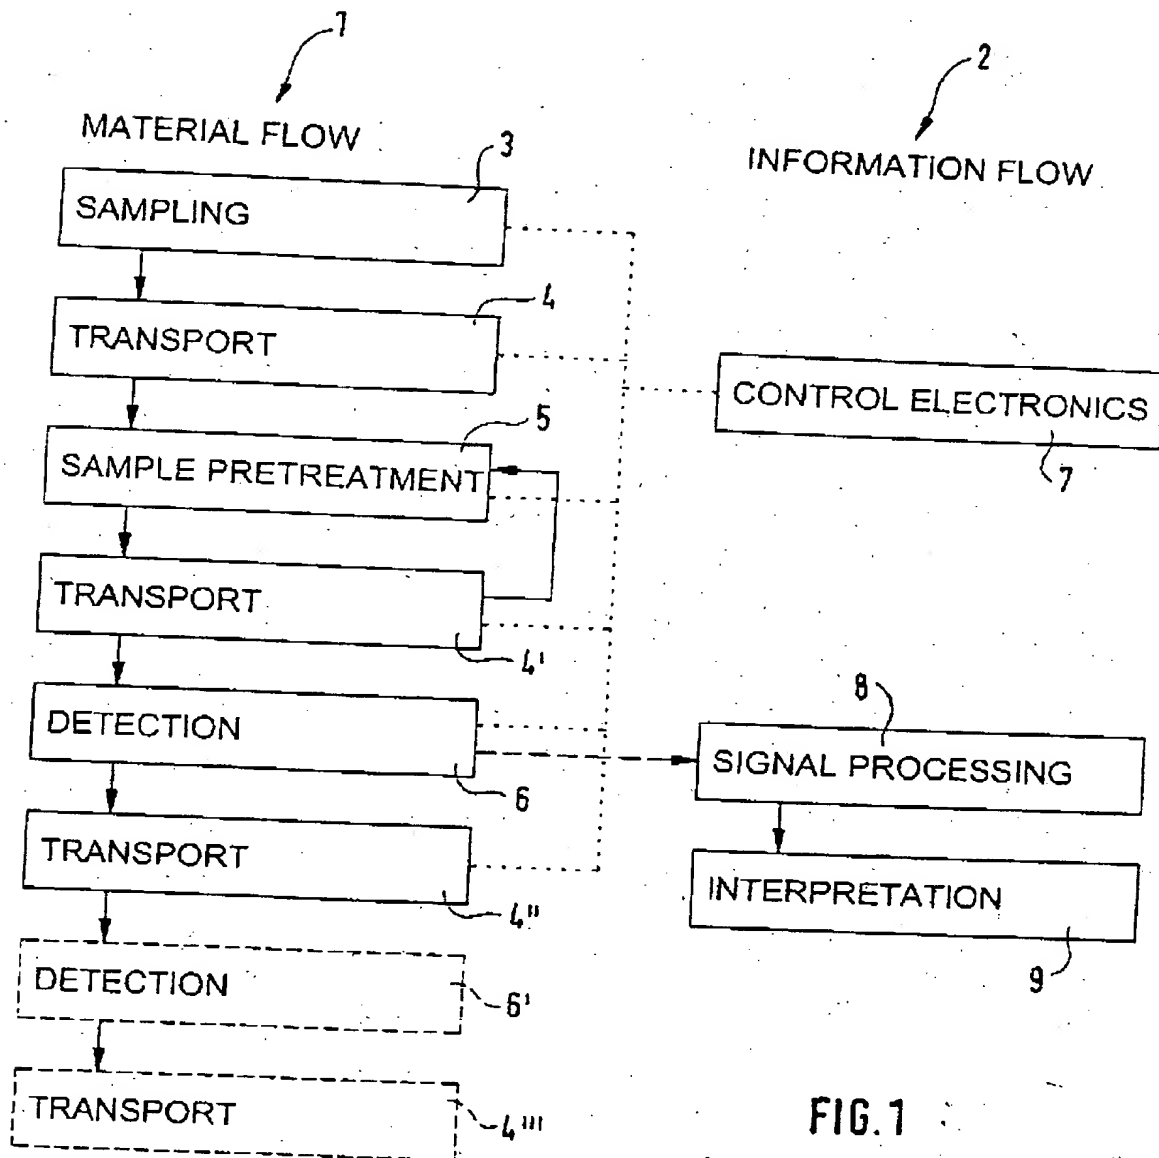 1
MATERIAL FLOW
3
SAMPLING
4
TRANSPORT
5
SAMPLE PRETREATMENT
TRANSPORT
4'
DETECTION
6
TRANSPORT
4"
DETECTION
6'
TRANSPORT
4'''
2
INFORMATION FLOW
CONTROL ELECTRONICS
7
8
SIGNAL PROCESSING
INTERPRETATION
9
FIG.1